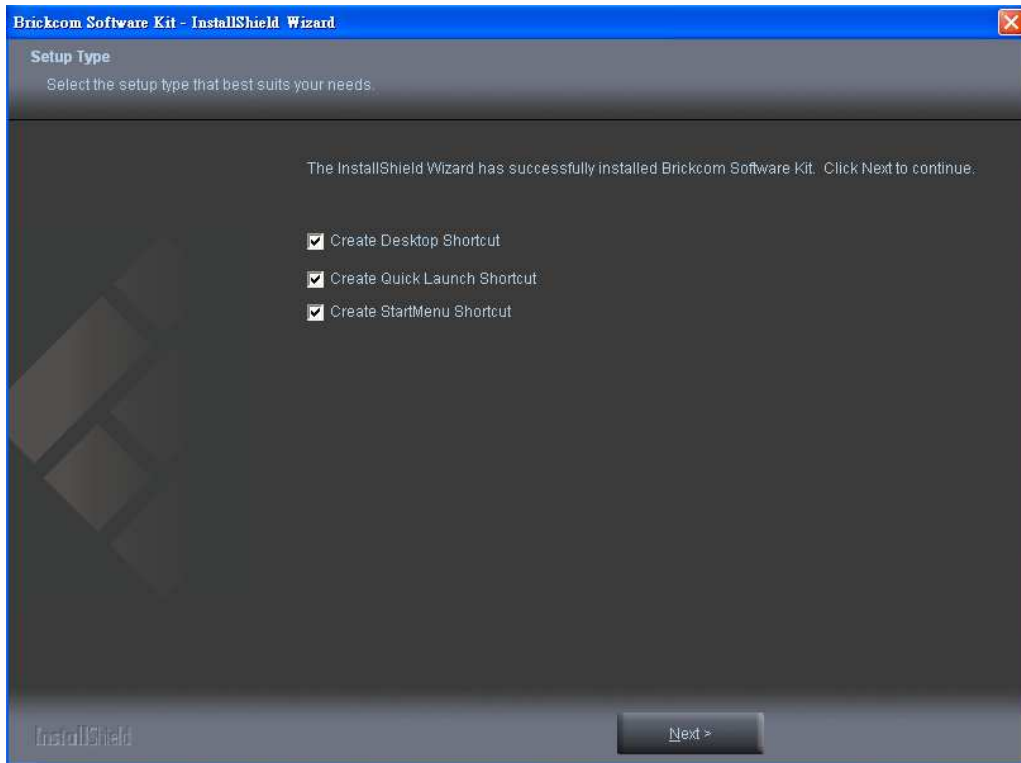 Brickcom Software Kit - InstallShield Wizard
Setup Type
Select the setup type that best suits your needs.
The InstallShield Wizard has successfully installed Brickcom Software Kit. Click Next to continue.
Create Desktop Shortcut
Create Quick Launch Shortcut
Create StartMenu Shortcut
InstallShield
Next >